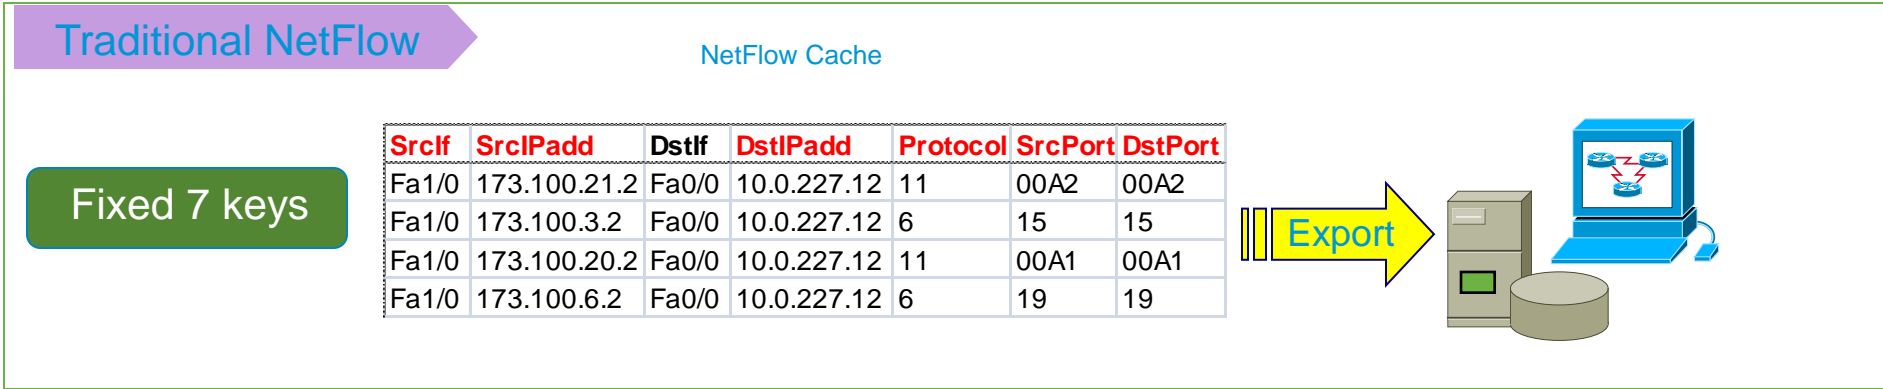 Traditional NetFlow
NetFlow Cache
Fixed 7 keys
SrcIf SrcIPadd DstIf DstIPadd Protocol SrcPort DstPort
Fa1/0 173.100.21.2 Fa0/0 10.0.227.12 11 00A2 00A2
Fa1/0 173.100.3.2 Fa0/0 10.0.227.12 6 15 15
Fa1/0 173.100.20.2 Fa0/0 10.0.227.12 11 00A1 00A1
Fa1/0 173.100.6.2 Fa0/0 10.0.227.12 6 19 19
Export